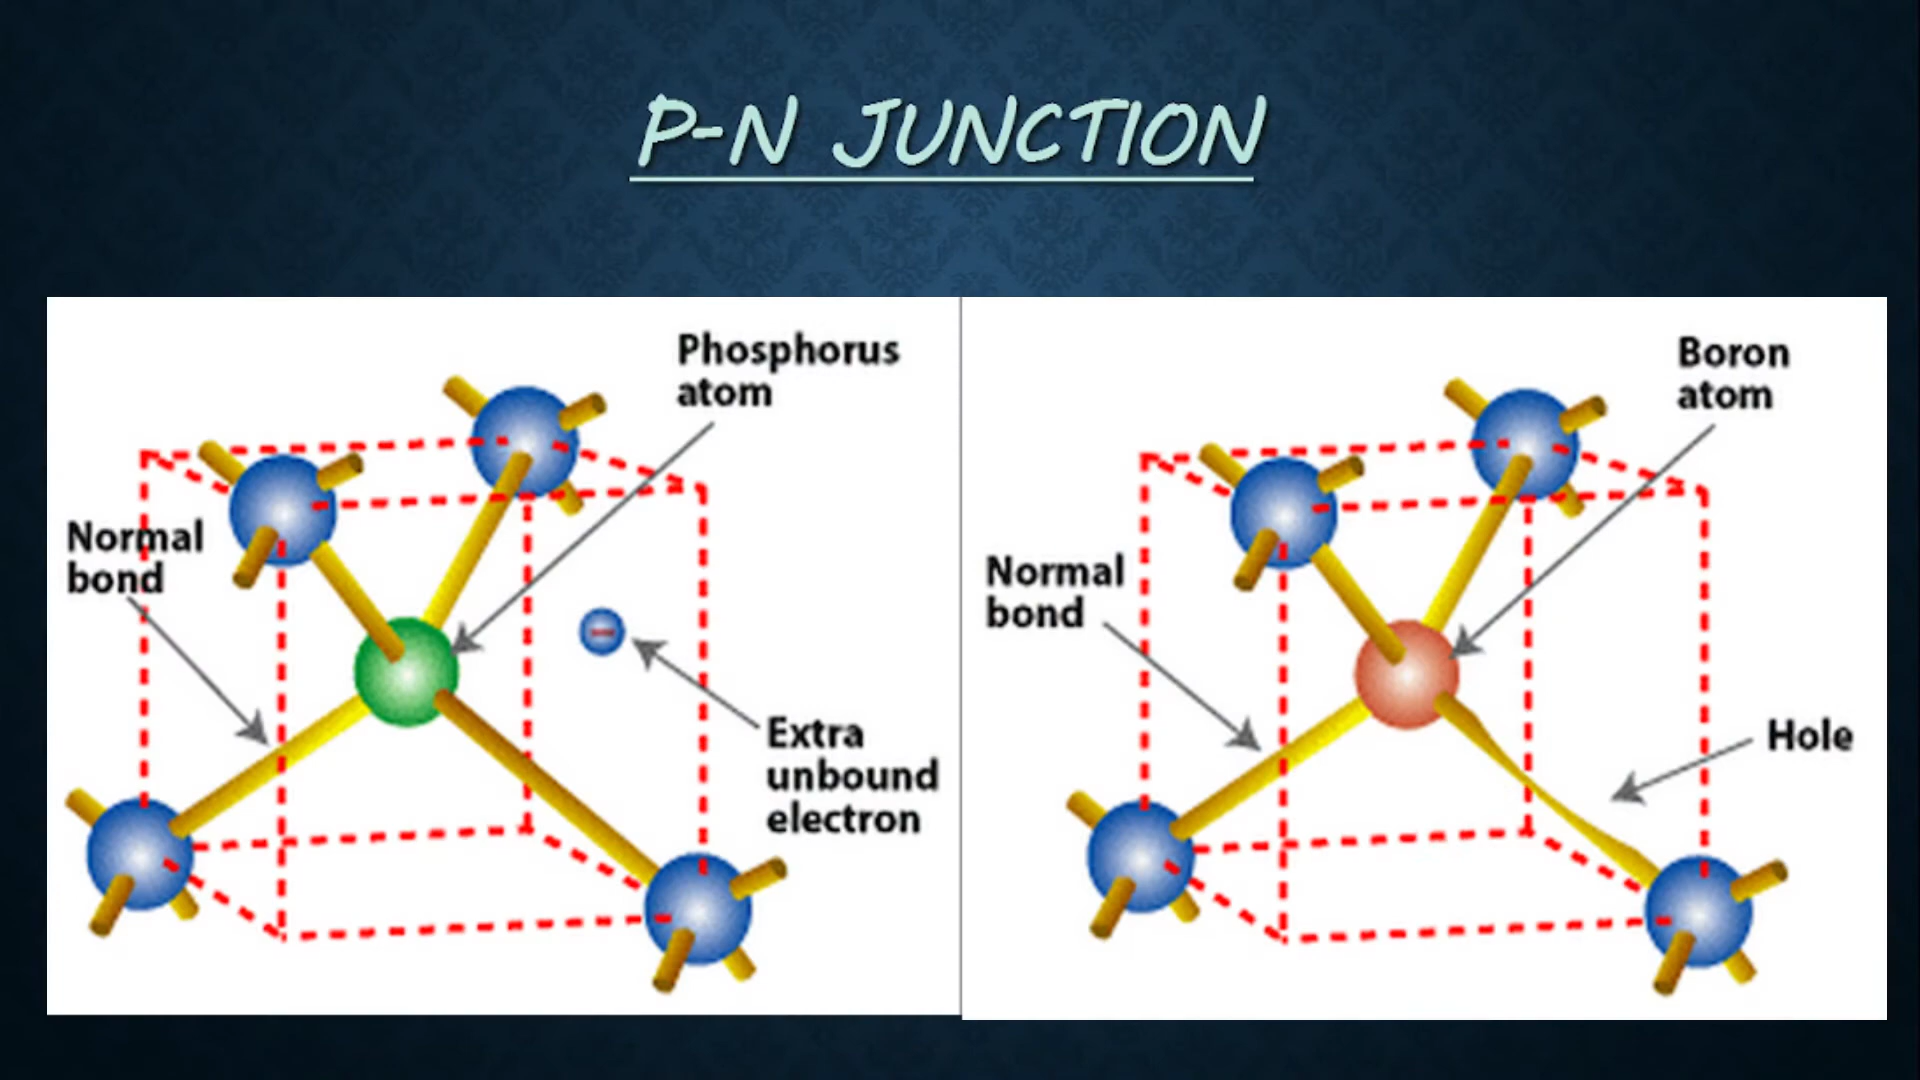 P-N JUNCTION
Phosphorus
atom
Normal
bond
Extra
unbound
electron
Boron
atom
Normal
bond
Hole